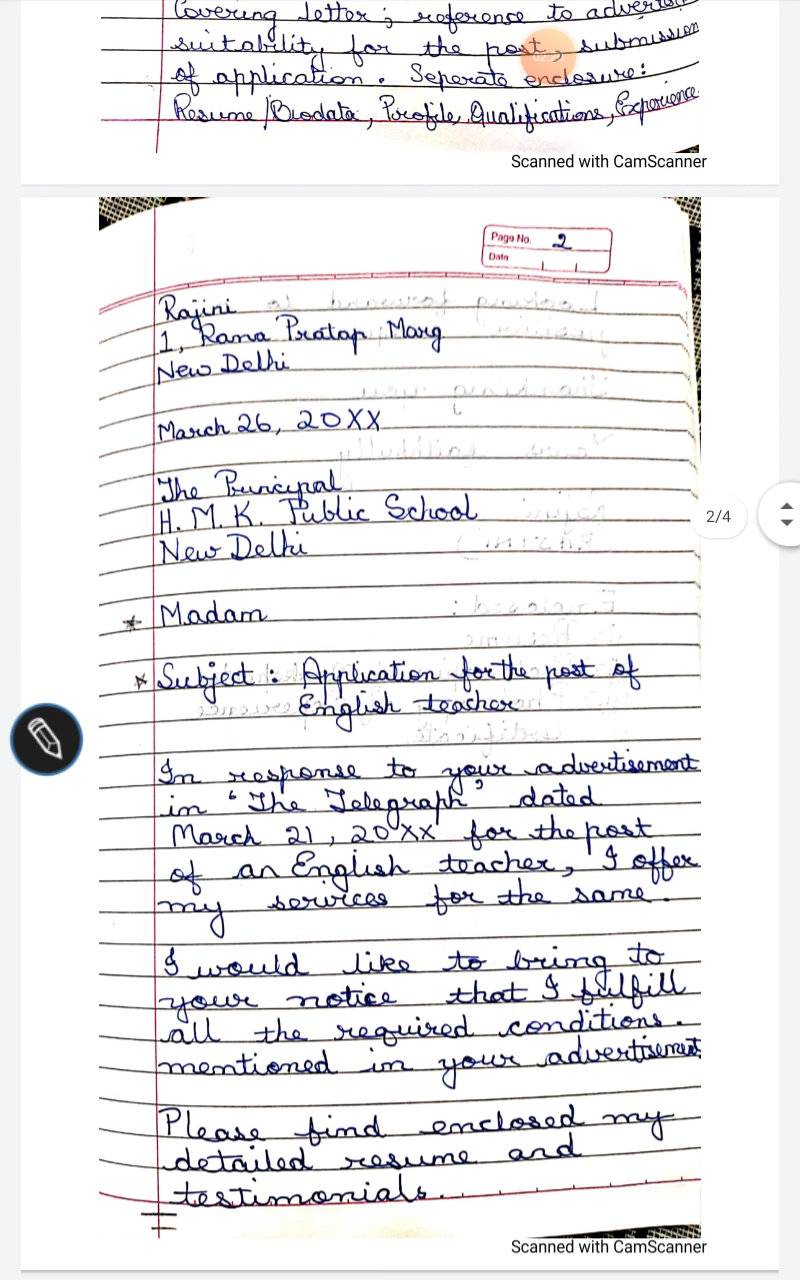 Covering letter; reference to
suitability for the post, submission
of application. Seperate enclosure:
Resume/Biodata, Profile, Qualifications, Experience.
Scanned with CamScanner
Page No. 2
Date
Rajini
1, Rana Pratap Marg
New Delhi
March 26, 20XX
The Principal
H. M. K. Public School
New Delhi
2/4
* Madam
* Subject: Application for the post of
English teacher
In response to your advertisement
in 'The Telegraph' dated
March 21, 20XX for the post
of an English teacher, I offer
my services for the same.
I would like to bring to
your notice that I fulfill
all the required conditions.
mentioned in your advertisement
Please find enclosed my
detailed resume and
testimonials.
Scanned with CamScanner